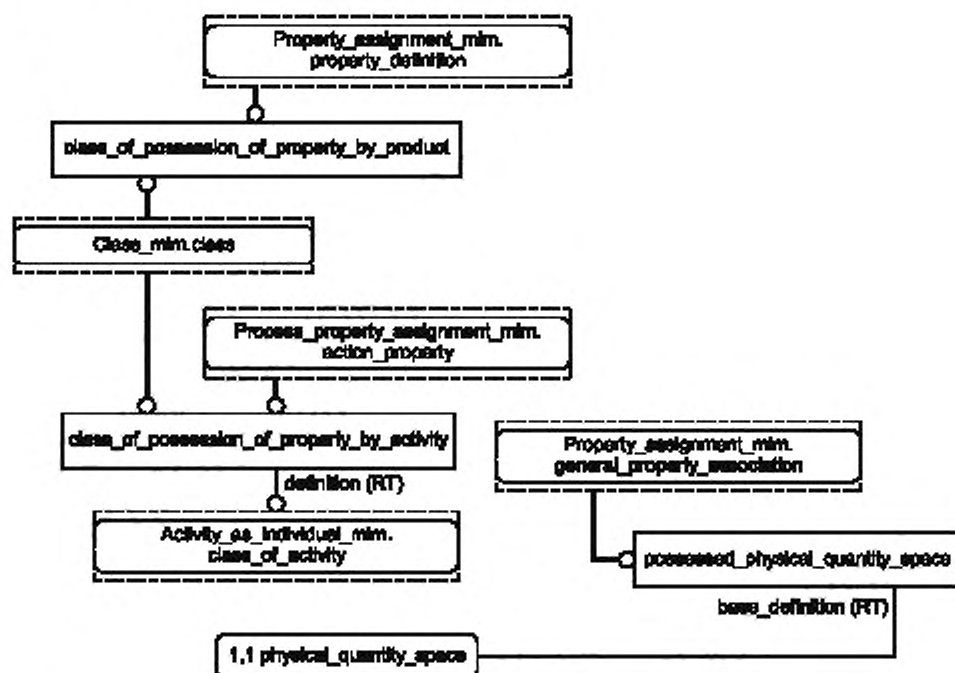 Property_assignment_mim.
property_definition
class_of_possession_of_property_by_product
Class_mim.class
Process_property_assignment_mim.
action_property
class_of_possession_of_property_by_activity
definition (RT)
Property_assignment_mim.
general_property_association
Activity_as_individual_mim.
class_of_activity
possessed_physical_quantity_space
base_definition (RT)
1,1 physical_quantity_space